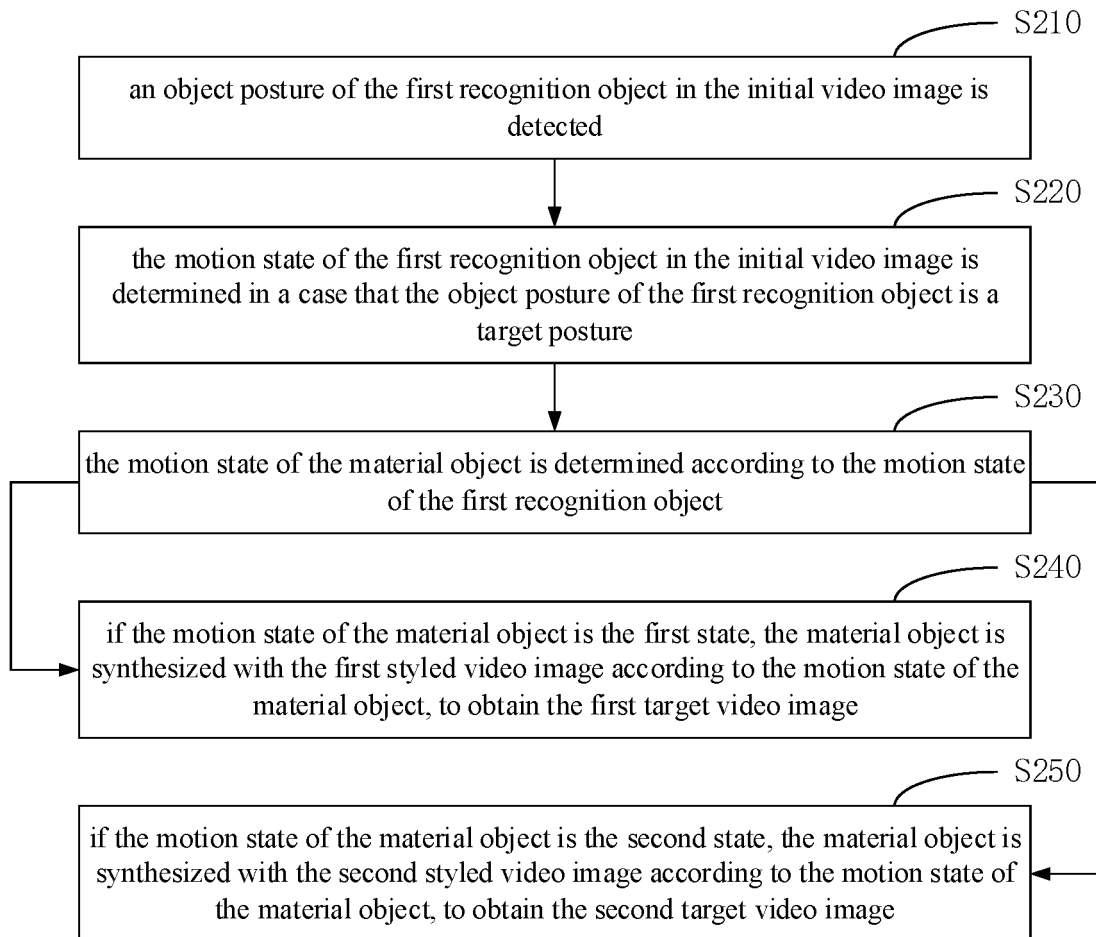 S210
an object posture of the first recognition object in the initial video image is
detected
S220
the motion state of the first recognition object in the initial video image is
determined in a case that the object posture of the first recognition object is a
target posture
S230
the motion state of the material object is determined according to the motion state
of the first recognition object
S240
if the motion state of the material object is the first state, the material object is
synthesized with the first styled video image according to the motion state of the
material object, to obtain the first target video image
S250
if the motion state of the material object is the second state, the material object is
synthesized with the second styled video image according to the motion state of
the material object, to obtain the second target video image